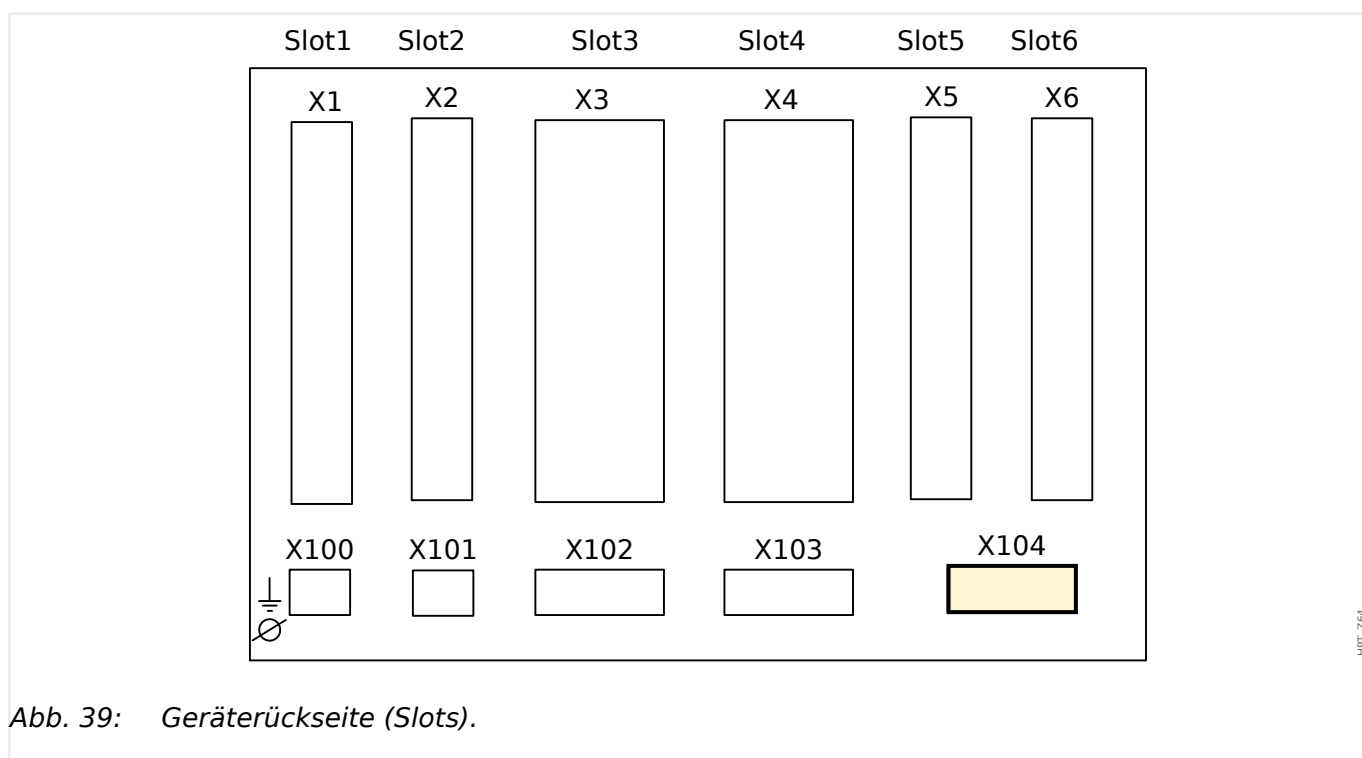 Slot1 Slot2 Slot3 Slot4 Slot5 Slot6
X1 X2 X3 X4 X5 X6
X100 X101 X102 X103 X104
Abb. 39: Geräterückseite (Slots).